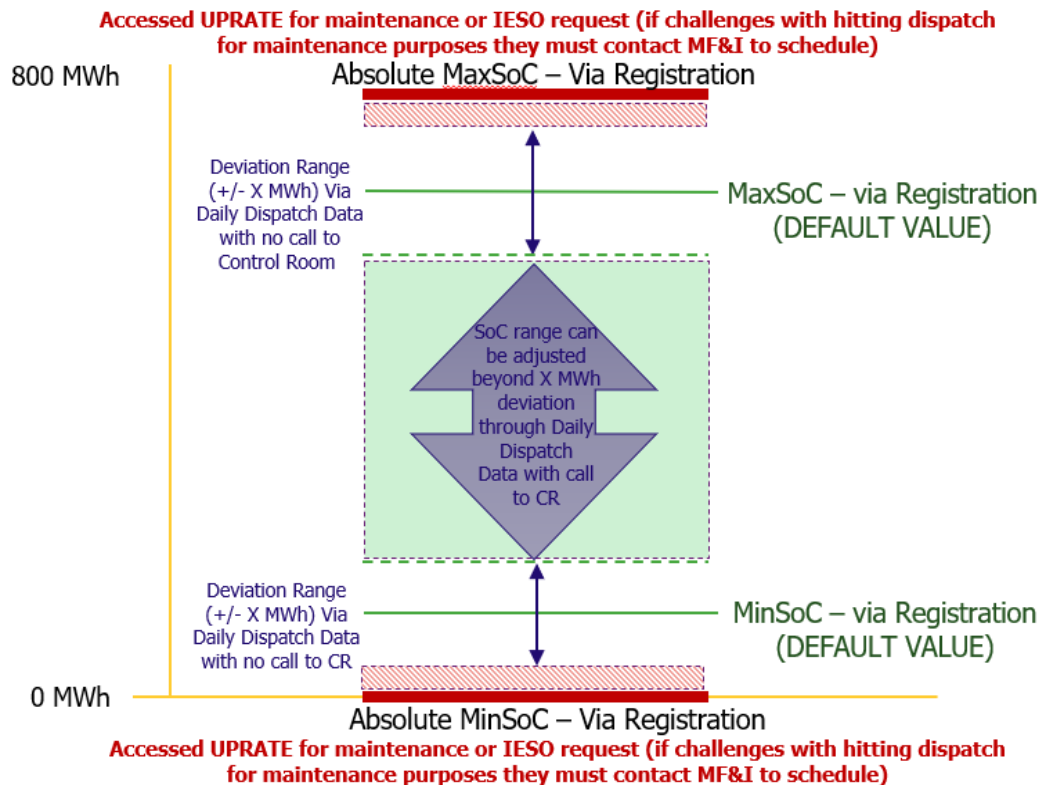 Accessed UPRATE for maintenance or IESO request (if challenges with hitting dispatch
for maintenance purposes they must contact MF&I to schedule)
800 MWh
Absolute MaxSoC – Via Registration
Deviation Range
(+/- X MWh) Via
Daily Dispatch Data
with no call to
Control Room
MaxSoC – via Registration
(DEFAULT VALUE)
SoC range can
be adjusted
beyond X MWh
deviation
through Daily
Dispatch
Data with call
to CR
Deviation Range
(+/- X MWh) Via
Daily Dispatch Data
with no call to CR
MinSoC – via Registration
(DEFAULT VALUE)
0 MWh
Absolute MinSoC – Via Registration
Accessed UPRATE for maintenance or IESO request (if challenges with hitting dispatch
for maintenance purposes they must contact MF&I to schedule)